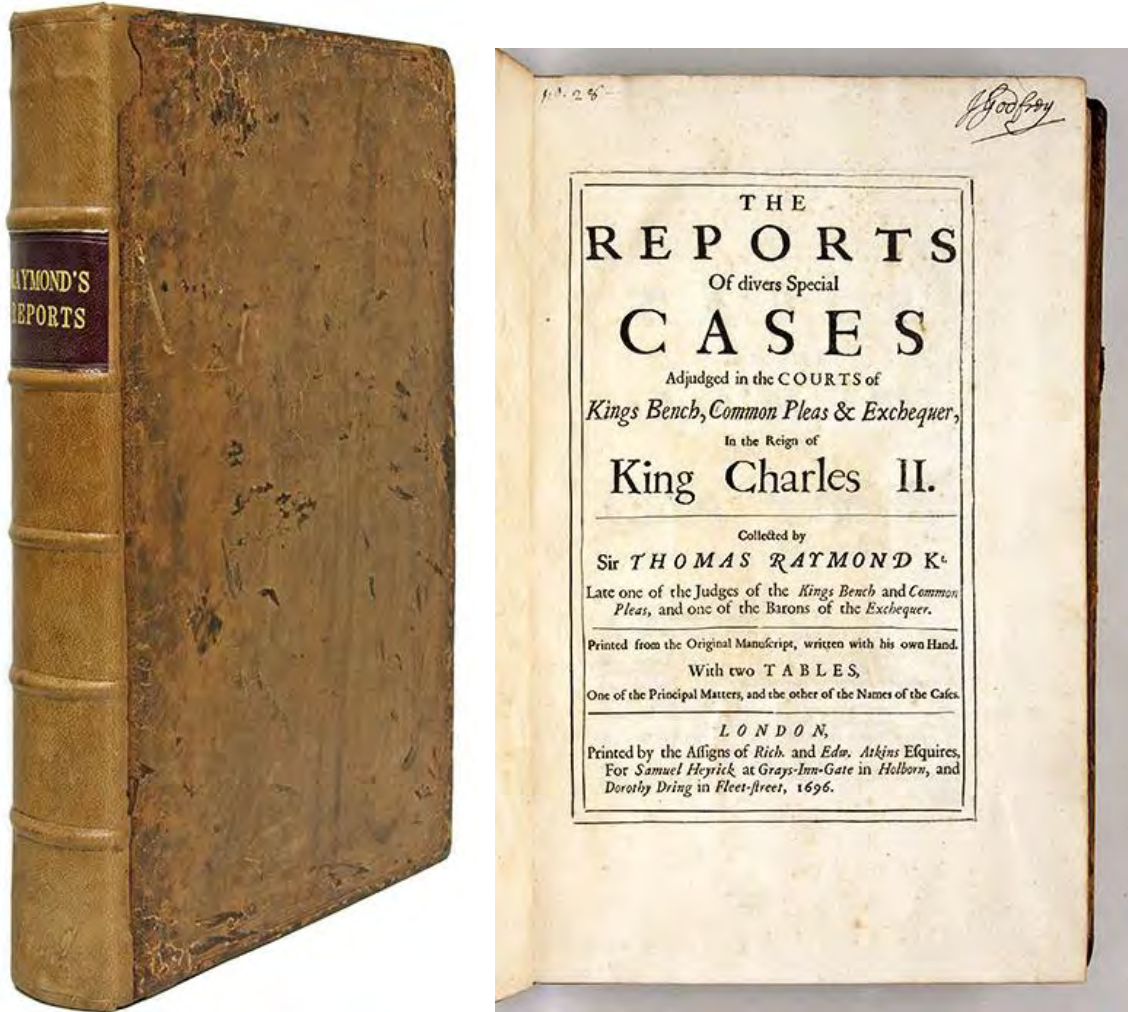 RAYMOND'S
REPORTS
J Godfrey
THE
REPORTS
Of divers Special
CASES
Adjudged in the COURTS of
Kings Bench, Common Pleas & Exchequer,
In the Reign of
King Charles II.
Collected by
Sir THOMAS RAYMOND Kt.
Late one of the Judges of the Kings Bench and Common
Pleas, and one of the Barons of the Exchequer.
Printed from the Original Manuſcript, written with his own Hand.
With two TABLES,
One of the Principal Matters, and the other of the Names of the Caſes.
LONDON,
Printed by the Aſſigns of Rich. and Edw. Atkins Eſquires,
For Samuel Heyrick at Grays-Inn-Gate in Holborn, and
Dorothy Dring in Fleet-ſtreet, 1696.